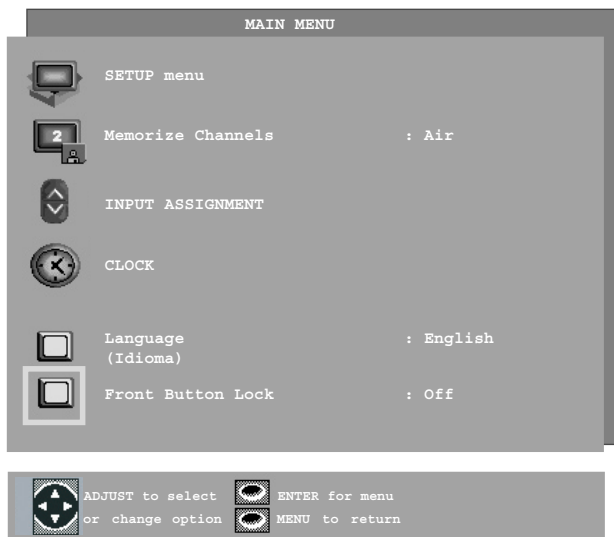 MAIN MENU
SETUP menu
2
Memorize Channels : Air
INPUT ASSIGNMENT
CLOCK
Language : English
(Idioma)
Front Button Lock : Off
ADJUST to select ENTER for menu
or change option MENU to return